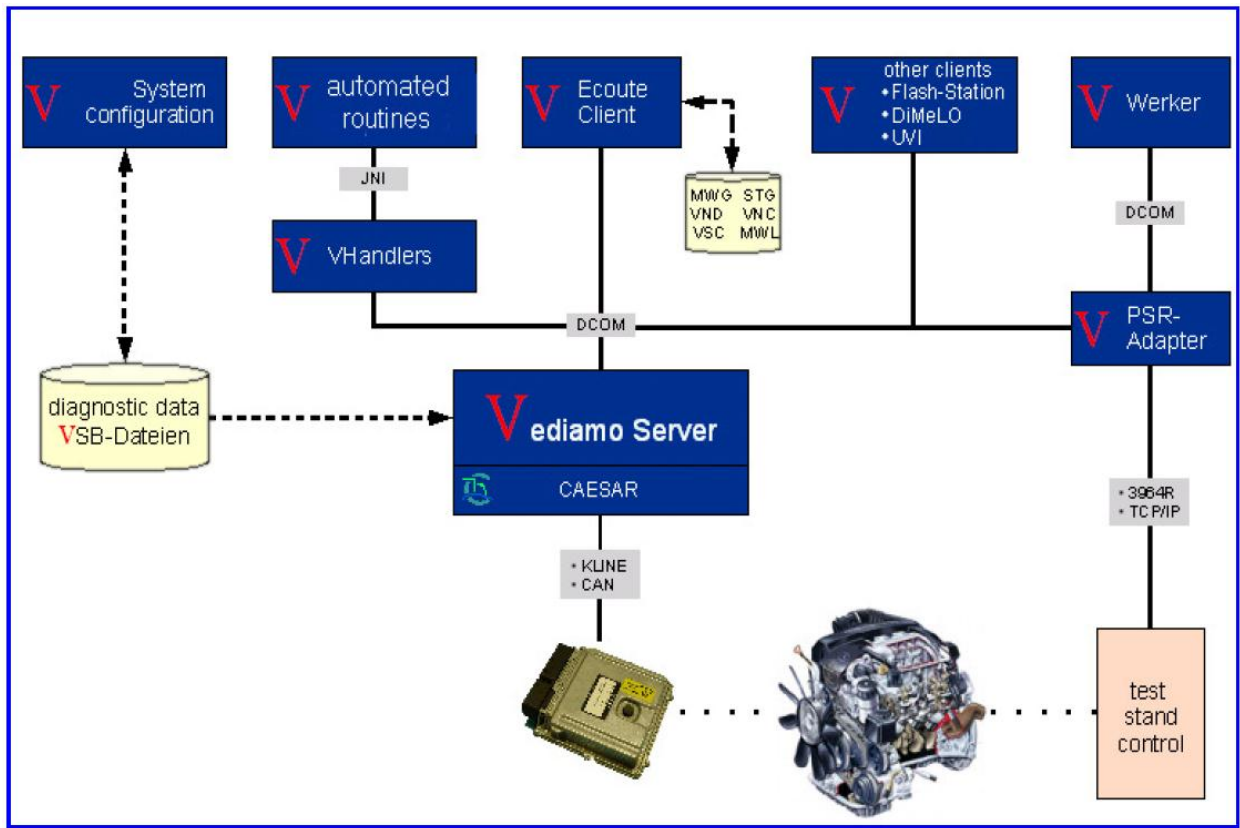 V System Configuration
V automated routines
V Ecoute Client
V other clients
•Flash-Station
•DiMeLO
•UVI
V Werker
JNI
MWG STG
VND VNC
VSC MWL
DCOM
V VHandlers
DCOM
V PSR-Adapter
diagnostic data
VSB-Dateien
Vediamo Server
CAESAR
• 3964R
• TCP/IP
• KLINE
• CAN
test
stand
control